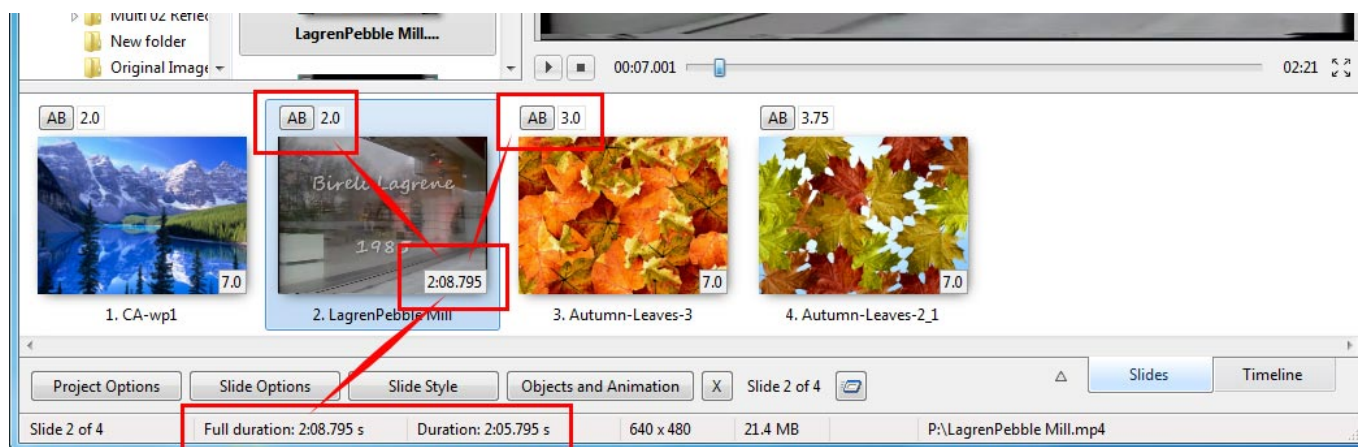 Multi 02 Reflec
New folder
Original Image
LagrenPebble Mill....
00:07.001
02:21
AB 2.0
AB 2.0
AB 3.0
AB 3.75
Bireli Lagrene
1985
7.0
2:08.795
7.0
7.0
1. CA-wp1
2. LagrenPebble Mill
3. Autumn-Leaves-3
4. Autumn-Leaves-2_1
Project Options
Slide Options
Slide Style
Objects and Animation
X
Slide 2 of 4
Slides
Timeline
Slide 2 of 4
Full duration: 2:08.795 s
Duration: 2:05.795 s
640 x 480
21.4 MB
P:\LagrenPebble Mill.mp4